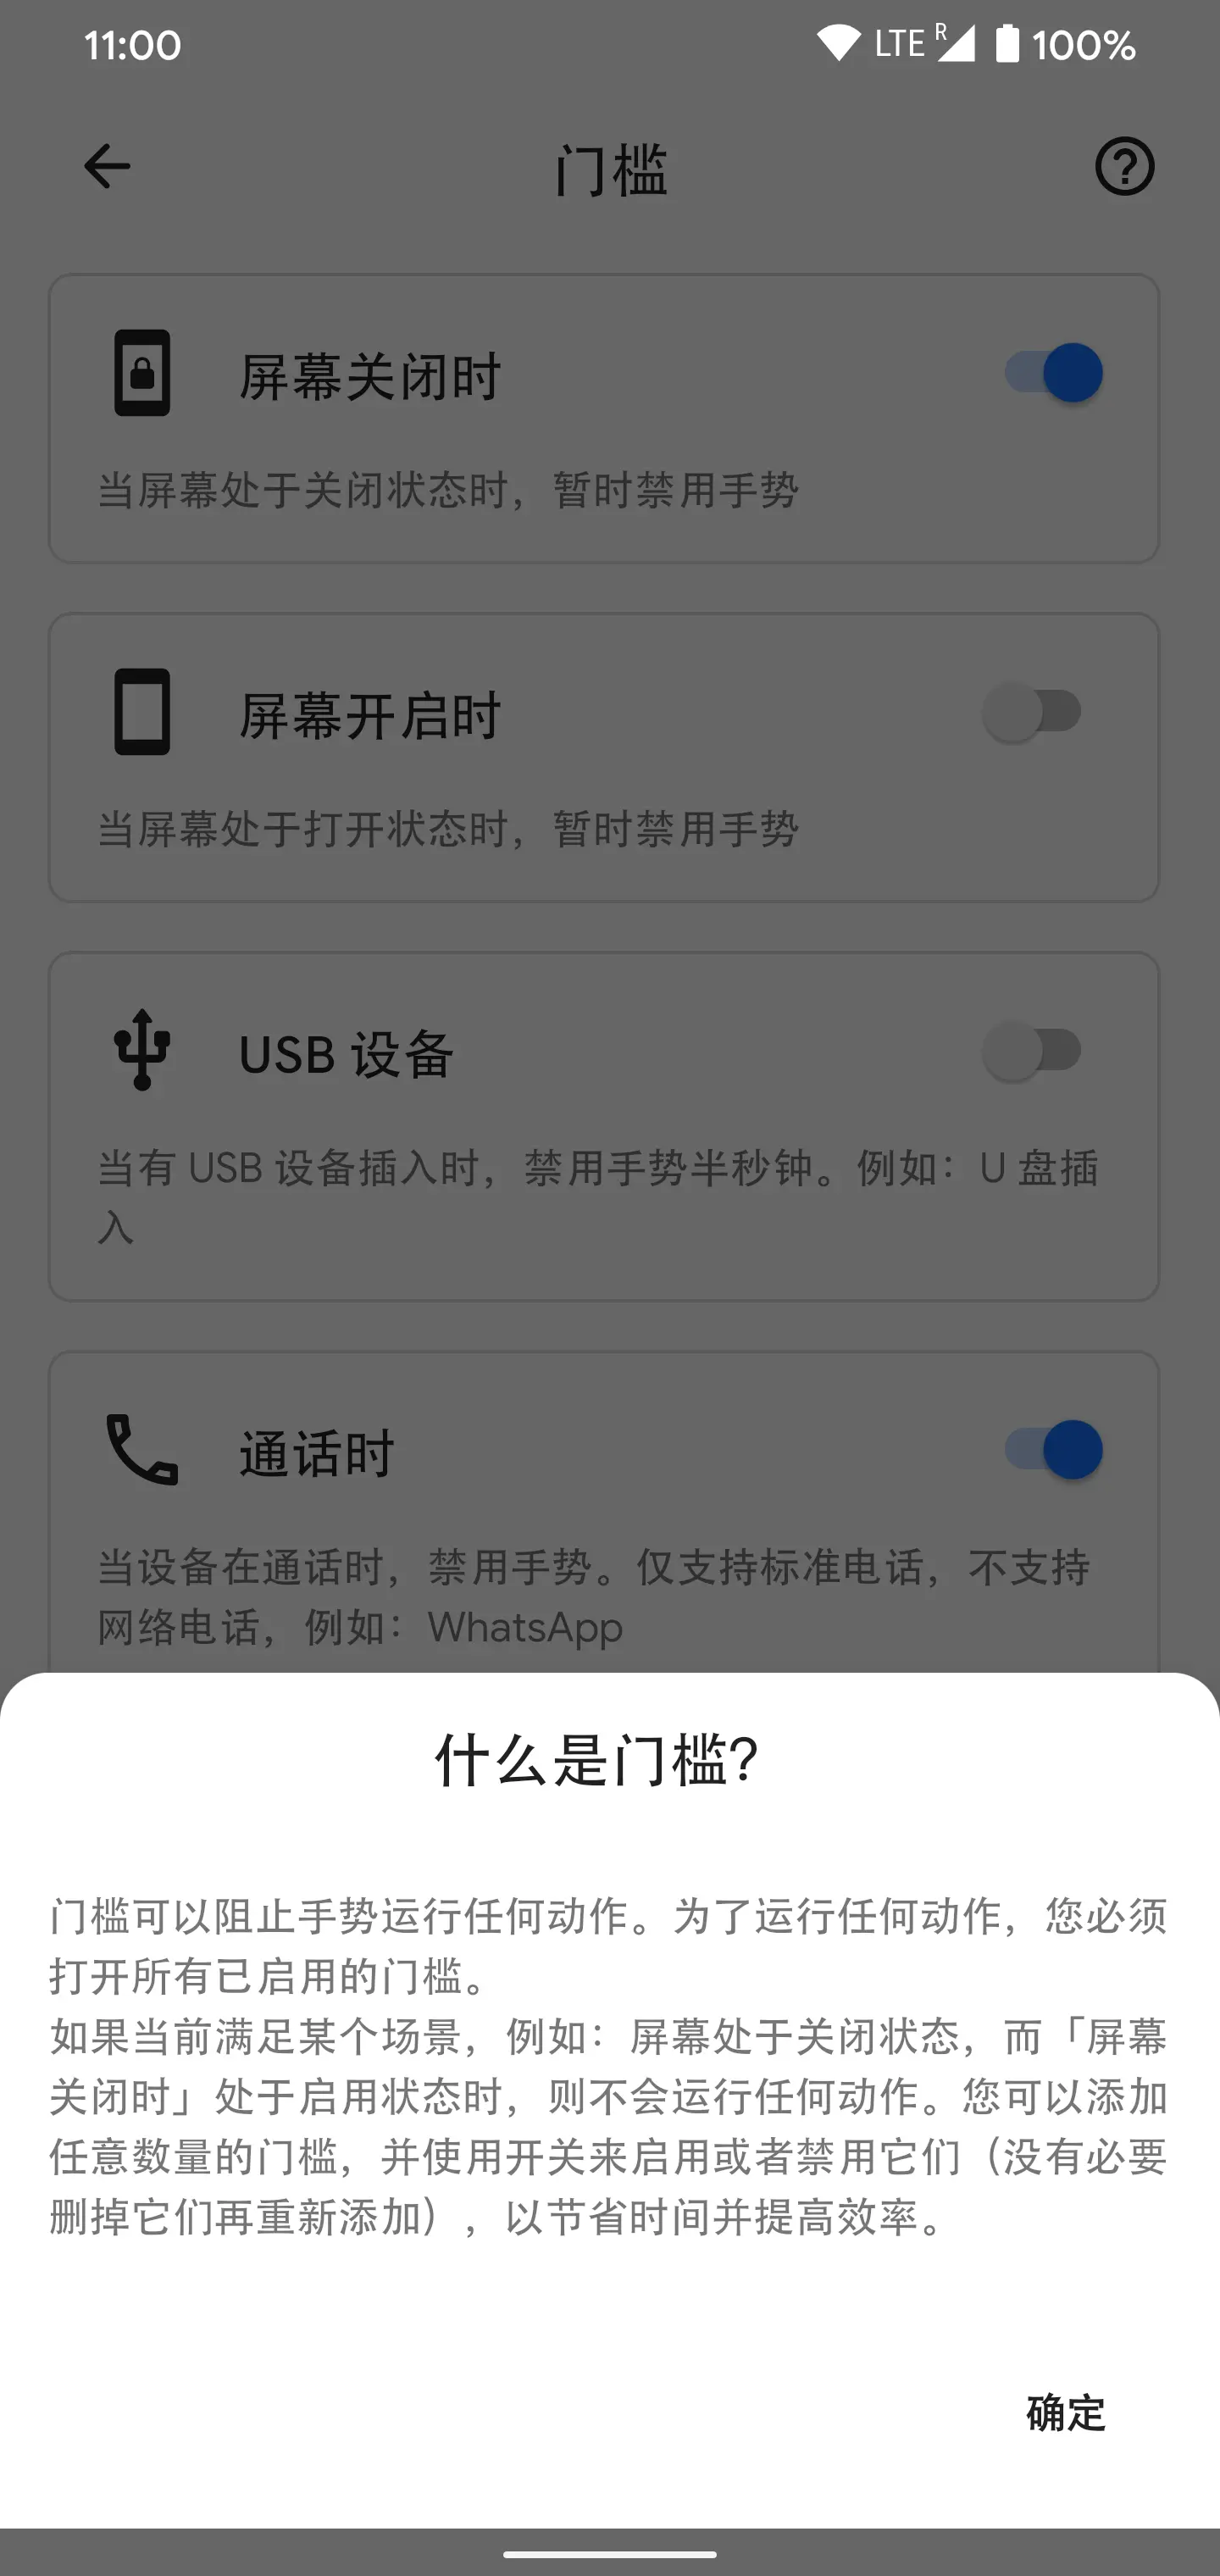 11:00
LTE R 100%
门槛
屏幕关闭时
当屏幕处于关闭状态时，暂时禁用手势
屏幕开启时
当屏幕处于打开状态时，暂时禁用手势
USB 设备
当有 USB 设备插入时，禁用手势半秒钟。例如：U 盘插
入
通话时
当设备在通话时，禁用手势。仅支持标准电话，不支持
网络电话，例如：WhatsApp
什么是门槛?
门槛可以阻止手势运行任何动作。为了运行任何动作，您必须
打开所有已启用的门槛。
如果当前满足某个场景，例如：屏幕处于关闭状态，而「屏幕
关闭时」处于启用状态时，则不会运行任何动作。您可以添加
任意数量的门槛，并使用开关来启用或者禁用它们（没有必要
删掉它们再重新添加），以节省时间并提高效率。
确定